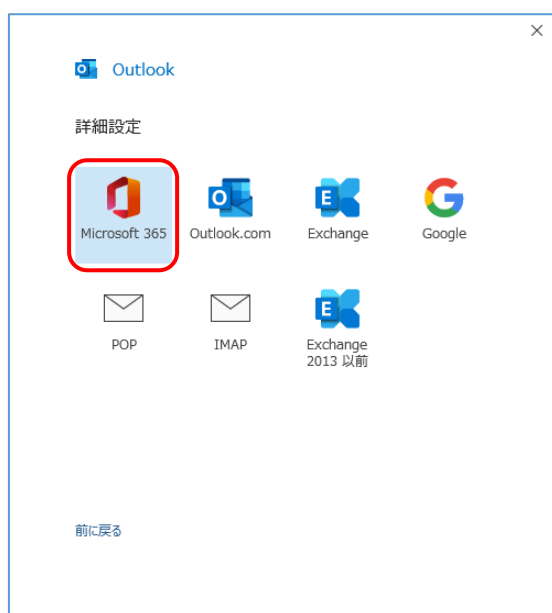 Outlook
詳細設定
Microsoft 365
Outlook.com
Exchange
Google
POP
IMAP
Exchange
2013 以前
前に戻る